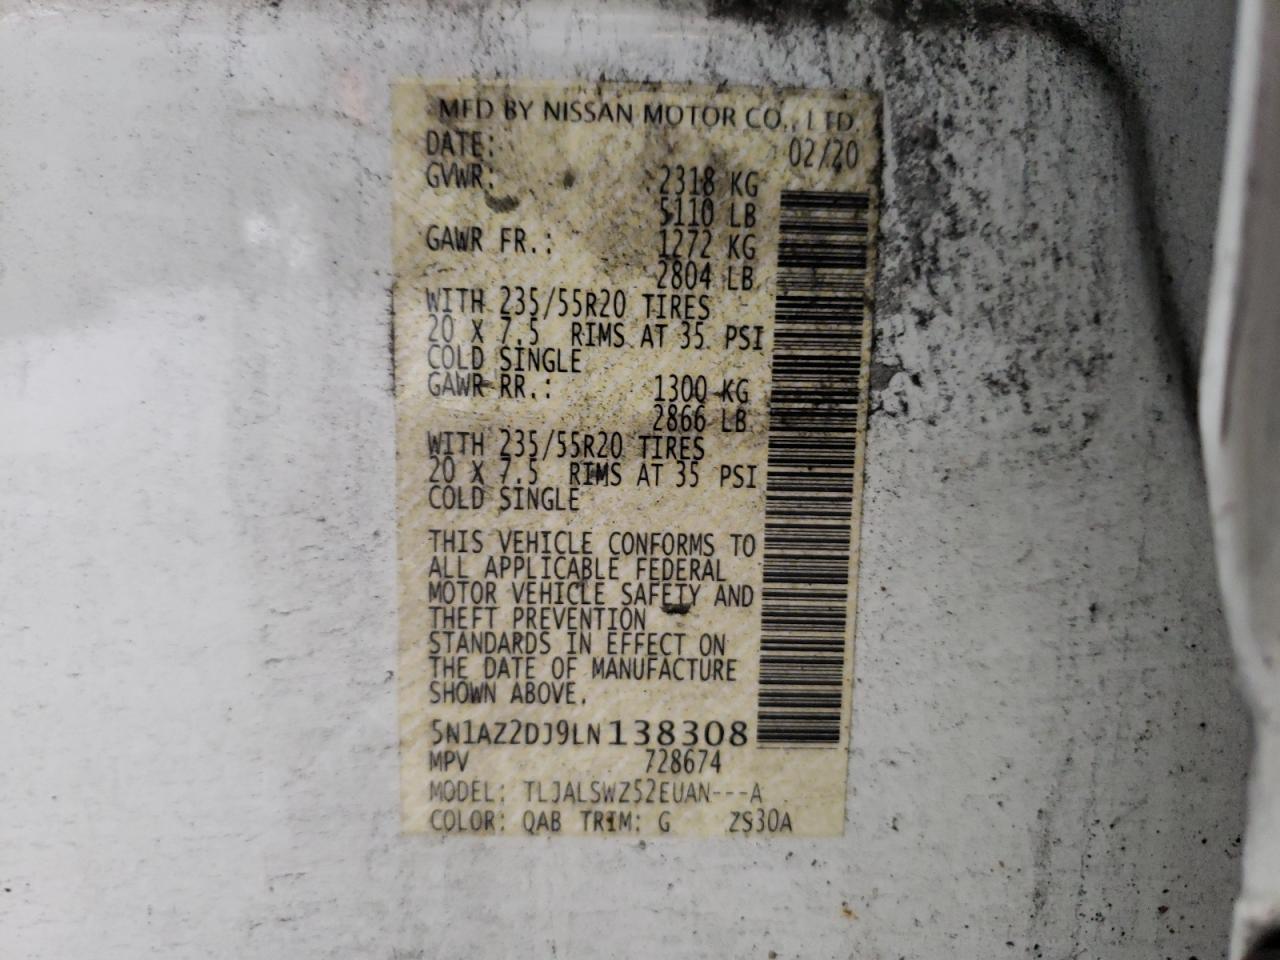 MFD BY NISSAN MOTOR CO., LTD.
DATE: 02/20
GVWR: 2318 KG
5110 LB
GAWR FR.: 1272 KG
2804 LB
WITH 235/55R20 TIRES
20 X 7.5 RIMS AT 35 PSI
COLD SINGLE
GAWR RR.: 1300 KG
2866 LB
WITH 235/55R20 TIRES
20 X 7.5 RIMS AT 35 PSI
COLD SINGLE
THIS VEHICLE CONFORMS TO
ALL APPLICABLE FEDERAL
MOTOR VEHICLE SAFETY AND
THEFT PREVENTION
STANDARDS IN EFFECT ON
THE DATE OF MANUFACTURE
SHOWN ABOVE.
5N1AZ2DJ9LN138308
MPV 728674
MODEL: TLJALSWZ52EUAN---A
COLOR: QAB TRIM: G ZS30A